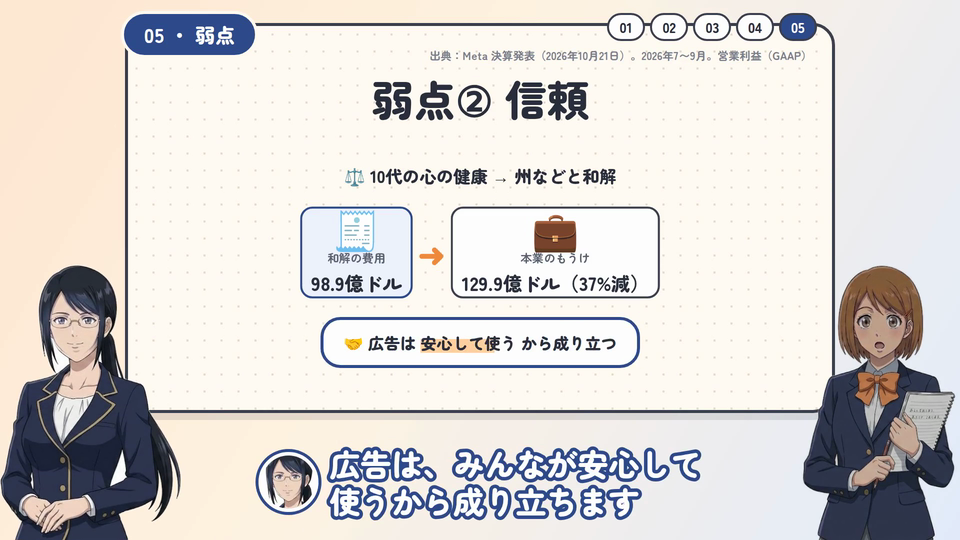 05 ・ 弱点
01 02 03 04 05
出典：Meta 決算発表（2026年10月21日）。2026年7〜9月。営業利益（GAAP）
弱点② 信頼
⚖️ 10代の心の健康 → 州などと和解
和解の費用
98.9億ドル
本業のもうけ
129.9億ドル（37%減）
🤝 広告は 安心して使う から成り立つ
広告は、みんなが安心して
使うから成り立ちます